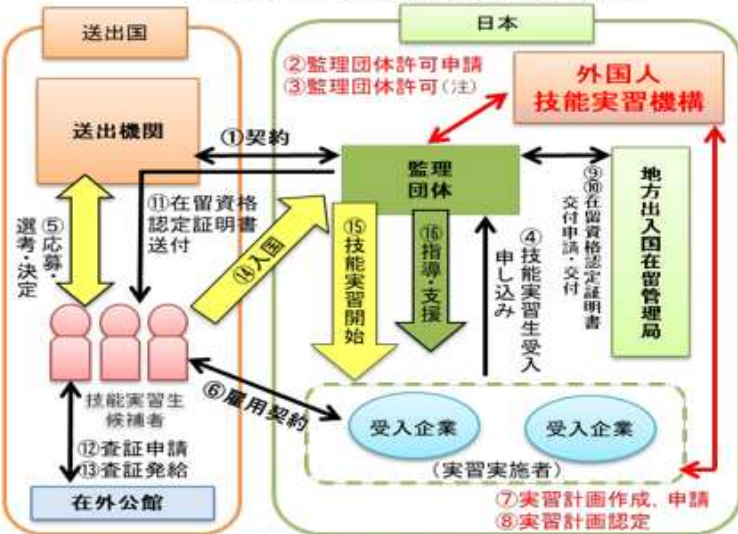 送出国
日本
②監理団体許可申請
③監理団体許可(注)
外国人
技能実習機構
送出機関
①契約
監理
団体
⑤応募・
選考・決定
⑪在留資格
認定証明書
送付
⑭入国
⑮技能実習開始
⑯指導・支援
④技能実習生受入
申し込み
⑨⑩在留資格認定証明書
交付申請・交付
地方出入国在留管理局
技能実習生
候補者
⑥雇用契約
受入企業
受入企業
(実習実施者)
⑫査証申請
⑬査証発給
在外公館
⑦実習計画作成，申請
⑧実習計画認定